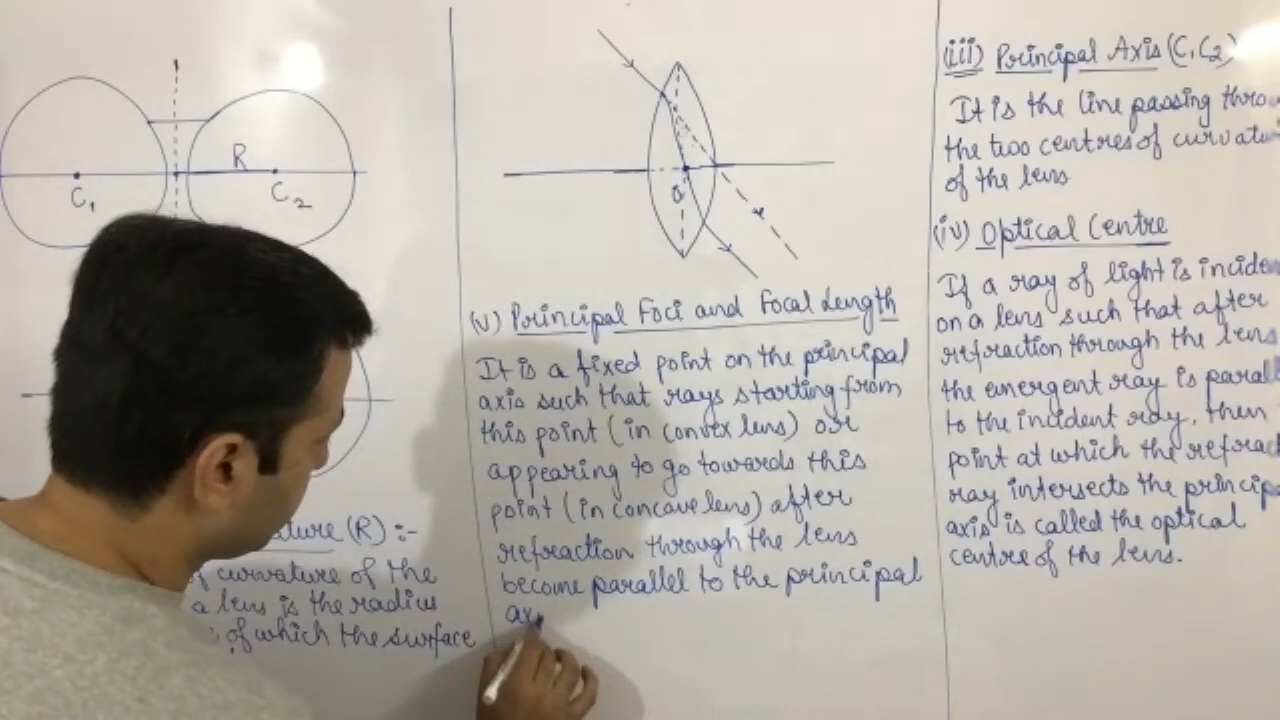 C₁
R
C₂
ature (R) :-
f curvature of the
a lens is the radius
of which the surface
O
(v) Principal Foci and Focal Length
It is a fixed point on the principal
axis such that rays starting from
this point (in convex lens) or
appearing to go towards this
point (in concave lens) after
refraction through the lens
become parallel to the principal
ax
(iii) Principal Axis (C₁C₂)
It is the line passing thro
the two centres of curvatu
of the lens
(iv) Optical Centre
If a ray of light is incide
on a lens such that after
refraction through the lens
the emergent ray is parall
to the incident ray, then
point at which the refrac
ray intersects the princip
axis is called the optical
centre of the lens.